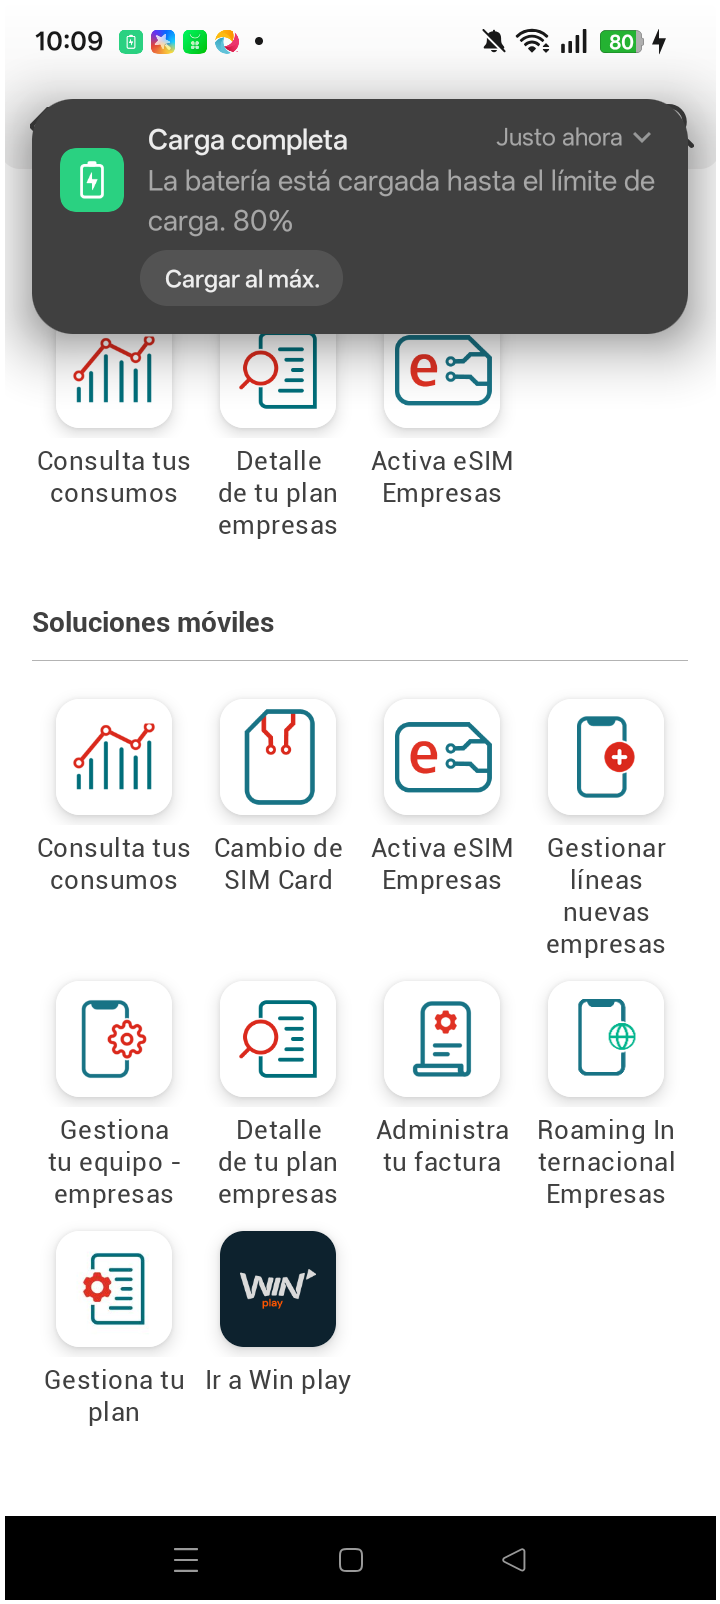 10:09
80
Carga completa
Justo ahora
La batería está cargada hasta el límite de
carga. 80%
Cargar al máx.
e
Consulta tus
consumos
Detalle
de tu plan
empresas
Activa eSIM
Empresas
Soluciones móviles
e
Consulta tus
consumos
Cambio de
SIM Card
Activa eSIM
Empresas
Gestionar
líneas
nuevas
empresas
Gestiona
tu equipo -
empresas
Detalle
de tu plan
empresas
Administra
tu factura
Roaming In
ternacional
Empresas
WIN
play
Gestiona tu
plan
Ir a Win play